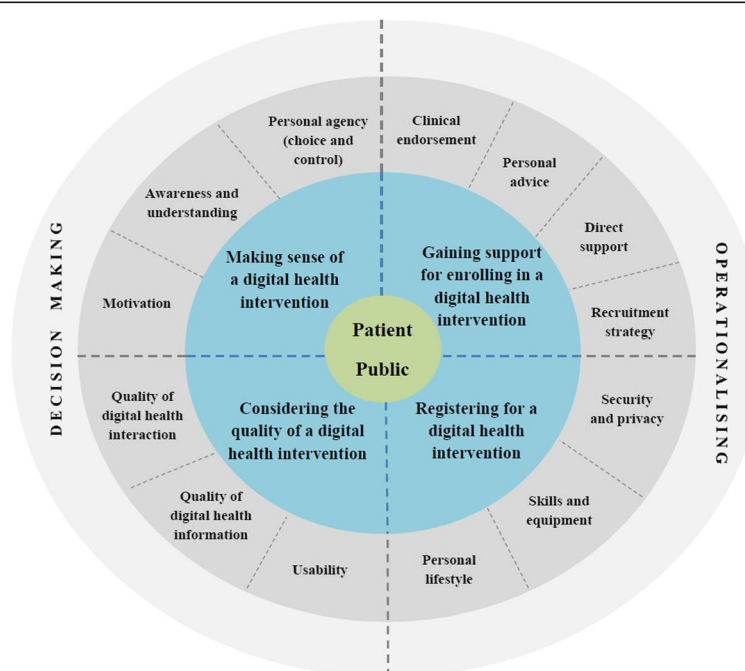 Personal agency
(choice and
control)
Clinical
endorsement
Personal
advice
Awareness and
understanding
Direct
support
Motivation
Recruitment
strategy
DECISION MAKING
OPERATIONALISING
Making sense of
a digital health
intervention
Gaining support
for enrolling in a
digital health
intervention
Patient
Public
Considering the
quality of a digital
health intervention
Registering for a
digital health
intervention
Quality of
digital health
interaction
Security
and privacy
Quality of
digital health
information
Skills and
equipment
Usability
Personal
lifestyle